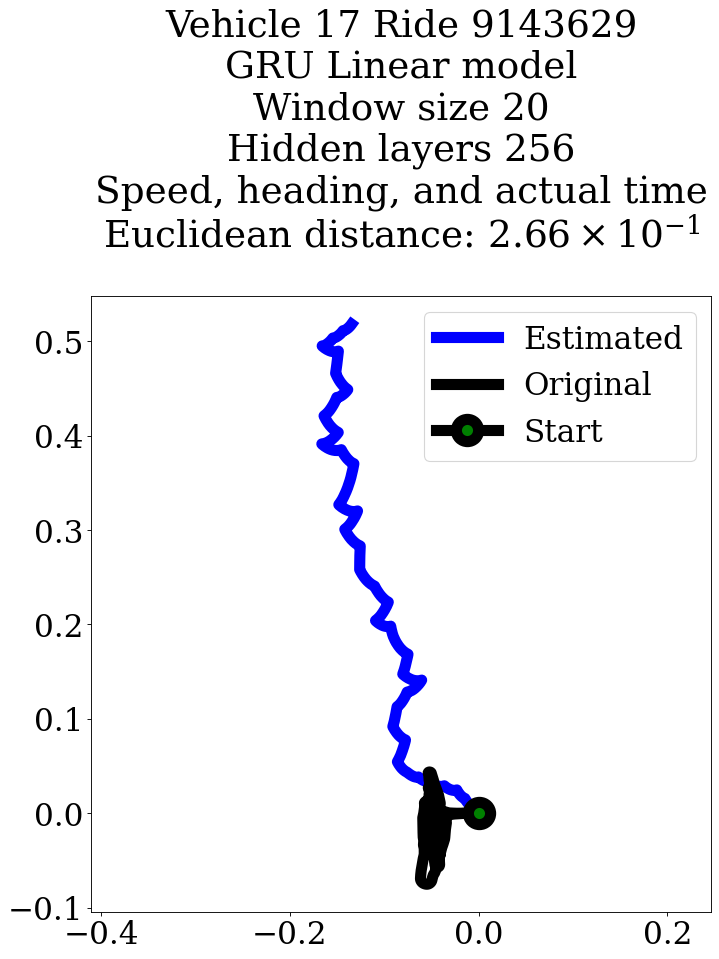 Vehicle 17 Ride 9143629
GRU Linear model
Window size 20
Hidden layers 256
Speed, heading, and actual time
Euclidean distance: 2.66 × 10⁻¹
Estimated
Original
Start
0.5
0.4
0.3
0.2
0.1
0.0
−0.1
−0.4 −0.2 0.0 0.2